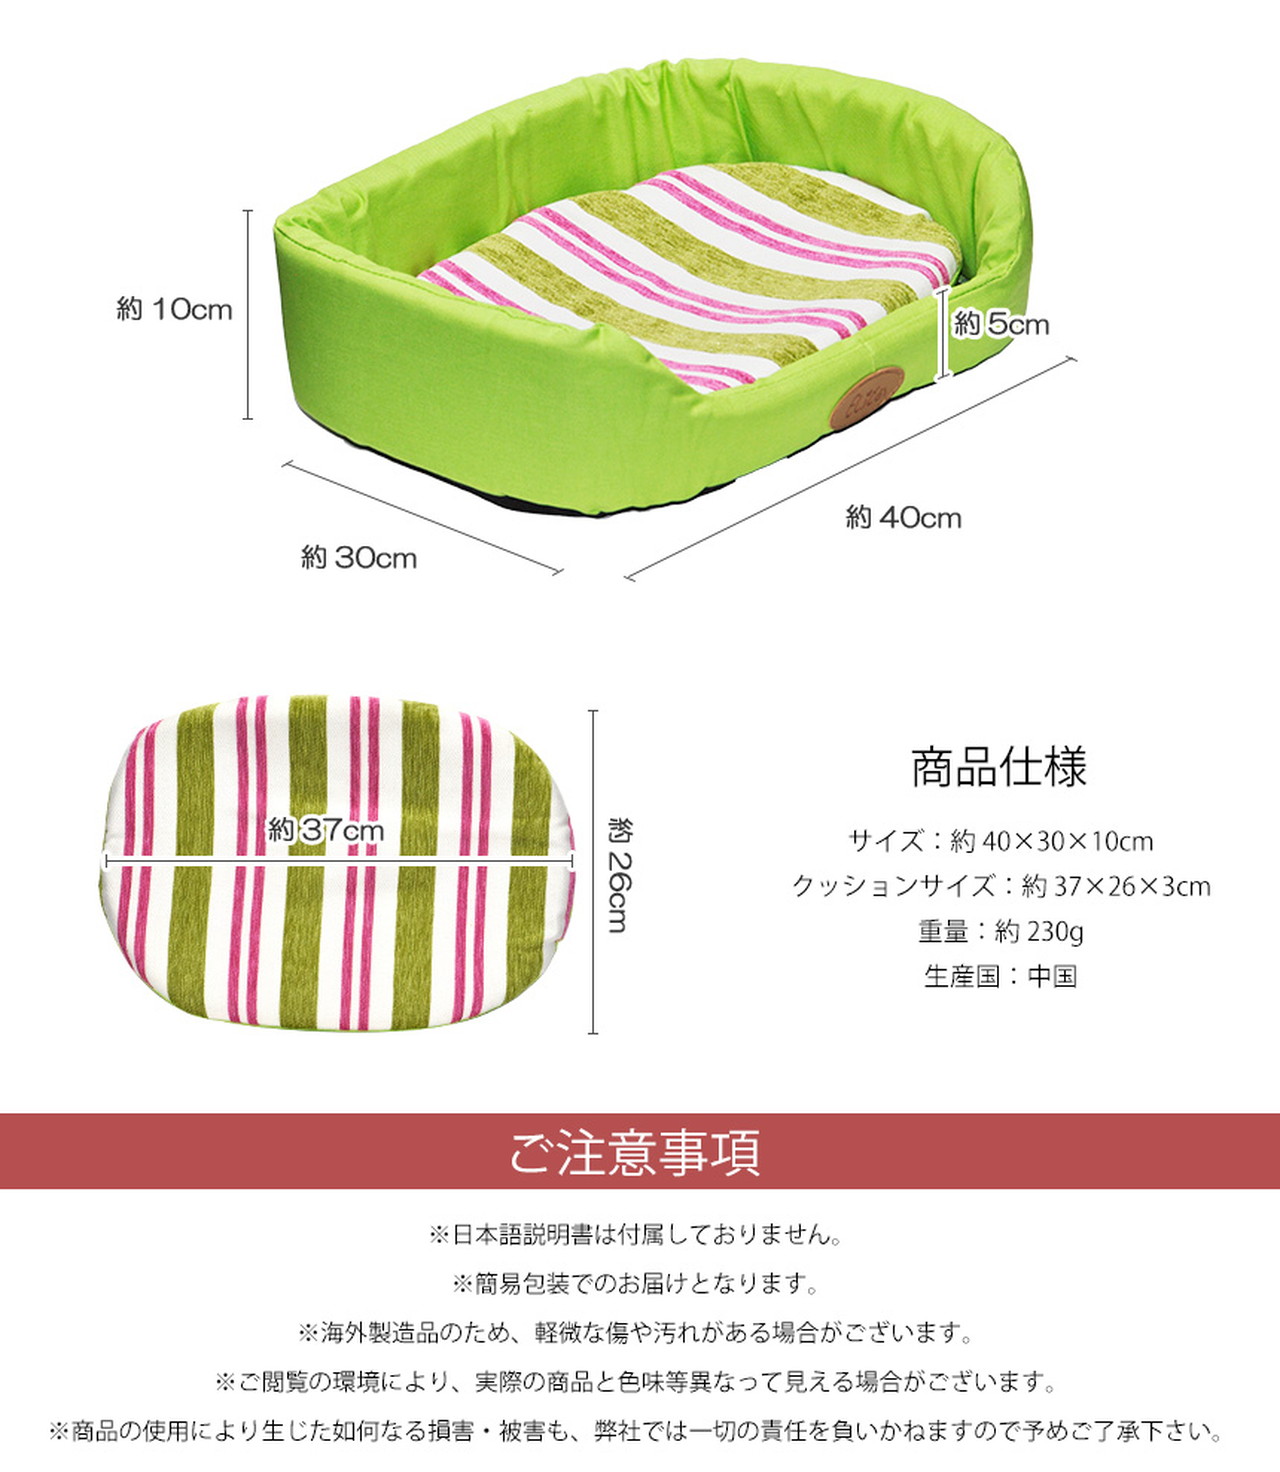 約 10cm
約 5cm
約 40cm
約 30cm
約 37cm
約 26cm
商品仕様
サイズ：約 40×30×10cm
クッションサイズ：約 37×26×3cm
重量：約 230g
生産国：中国
ご注意事項
※日本語説明書は付属しておりません。
※簡易包装でのお届けとなります。
※海外製造品のため、軽微な傷や汚れがある場合がございます。
※ご閲覧の環境により、実際の商品と色味等異なって見える場合がございます。
※商品の使用により生じた如何なる損害・被害も、弊社では一切の責任を負いかねますので予めご了承下さい。